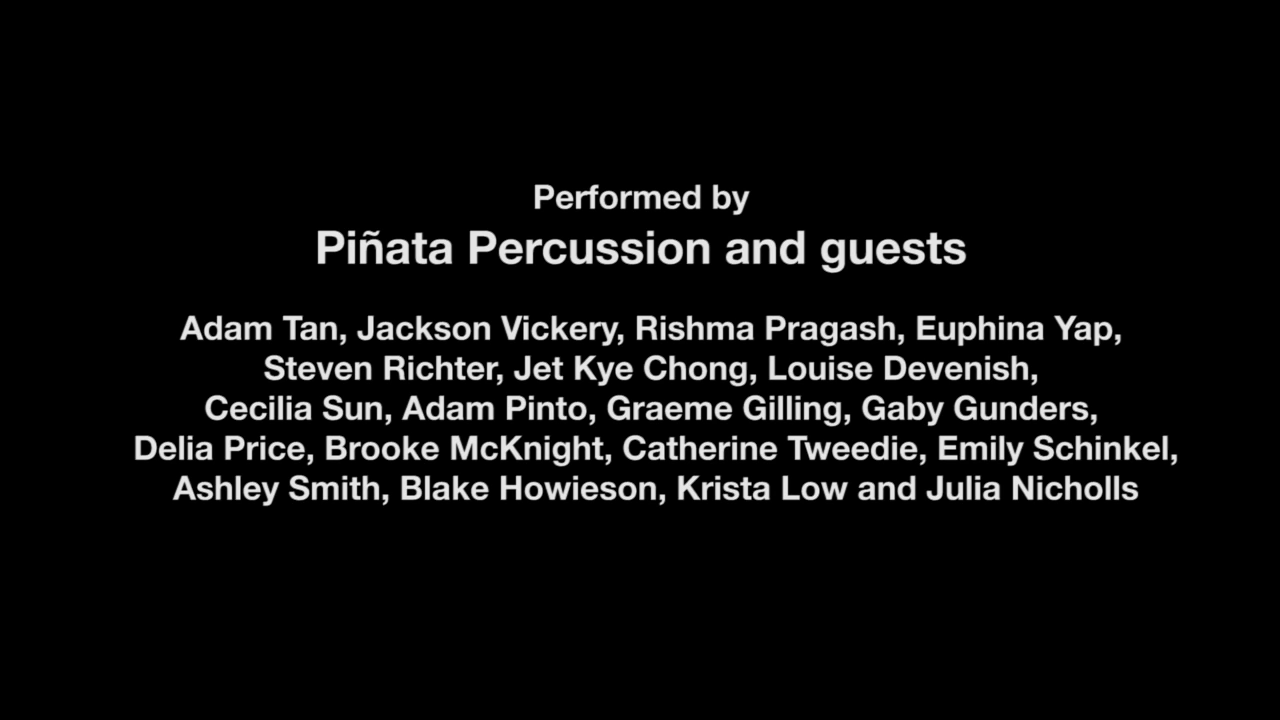 Performed by
Piñata Percussion and guests
Adam Tan, Jackson Vickery, Rishma Pragash, Euphina Yap,
Steven Richter, Jet Kye Chong, Louise Devenish,
Cecilia Sun, Adam Pinto, Graeme Gilling, Gaby Gunders,
Delia Price, Brooke McKnight, Catherine Tweedie, Emily Schinkel,
Ashley Smith, Blake Howieson, Krista Low and Julia Nicholls